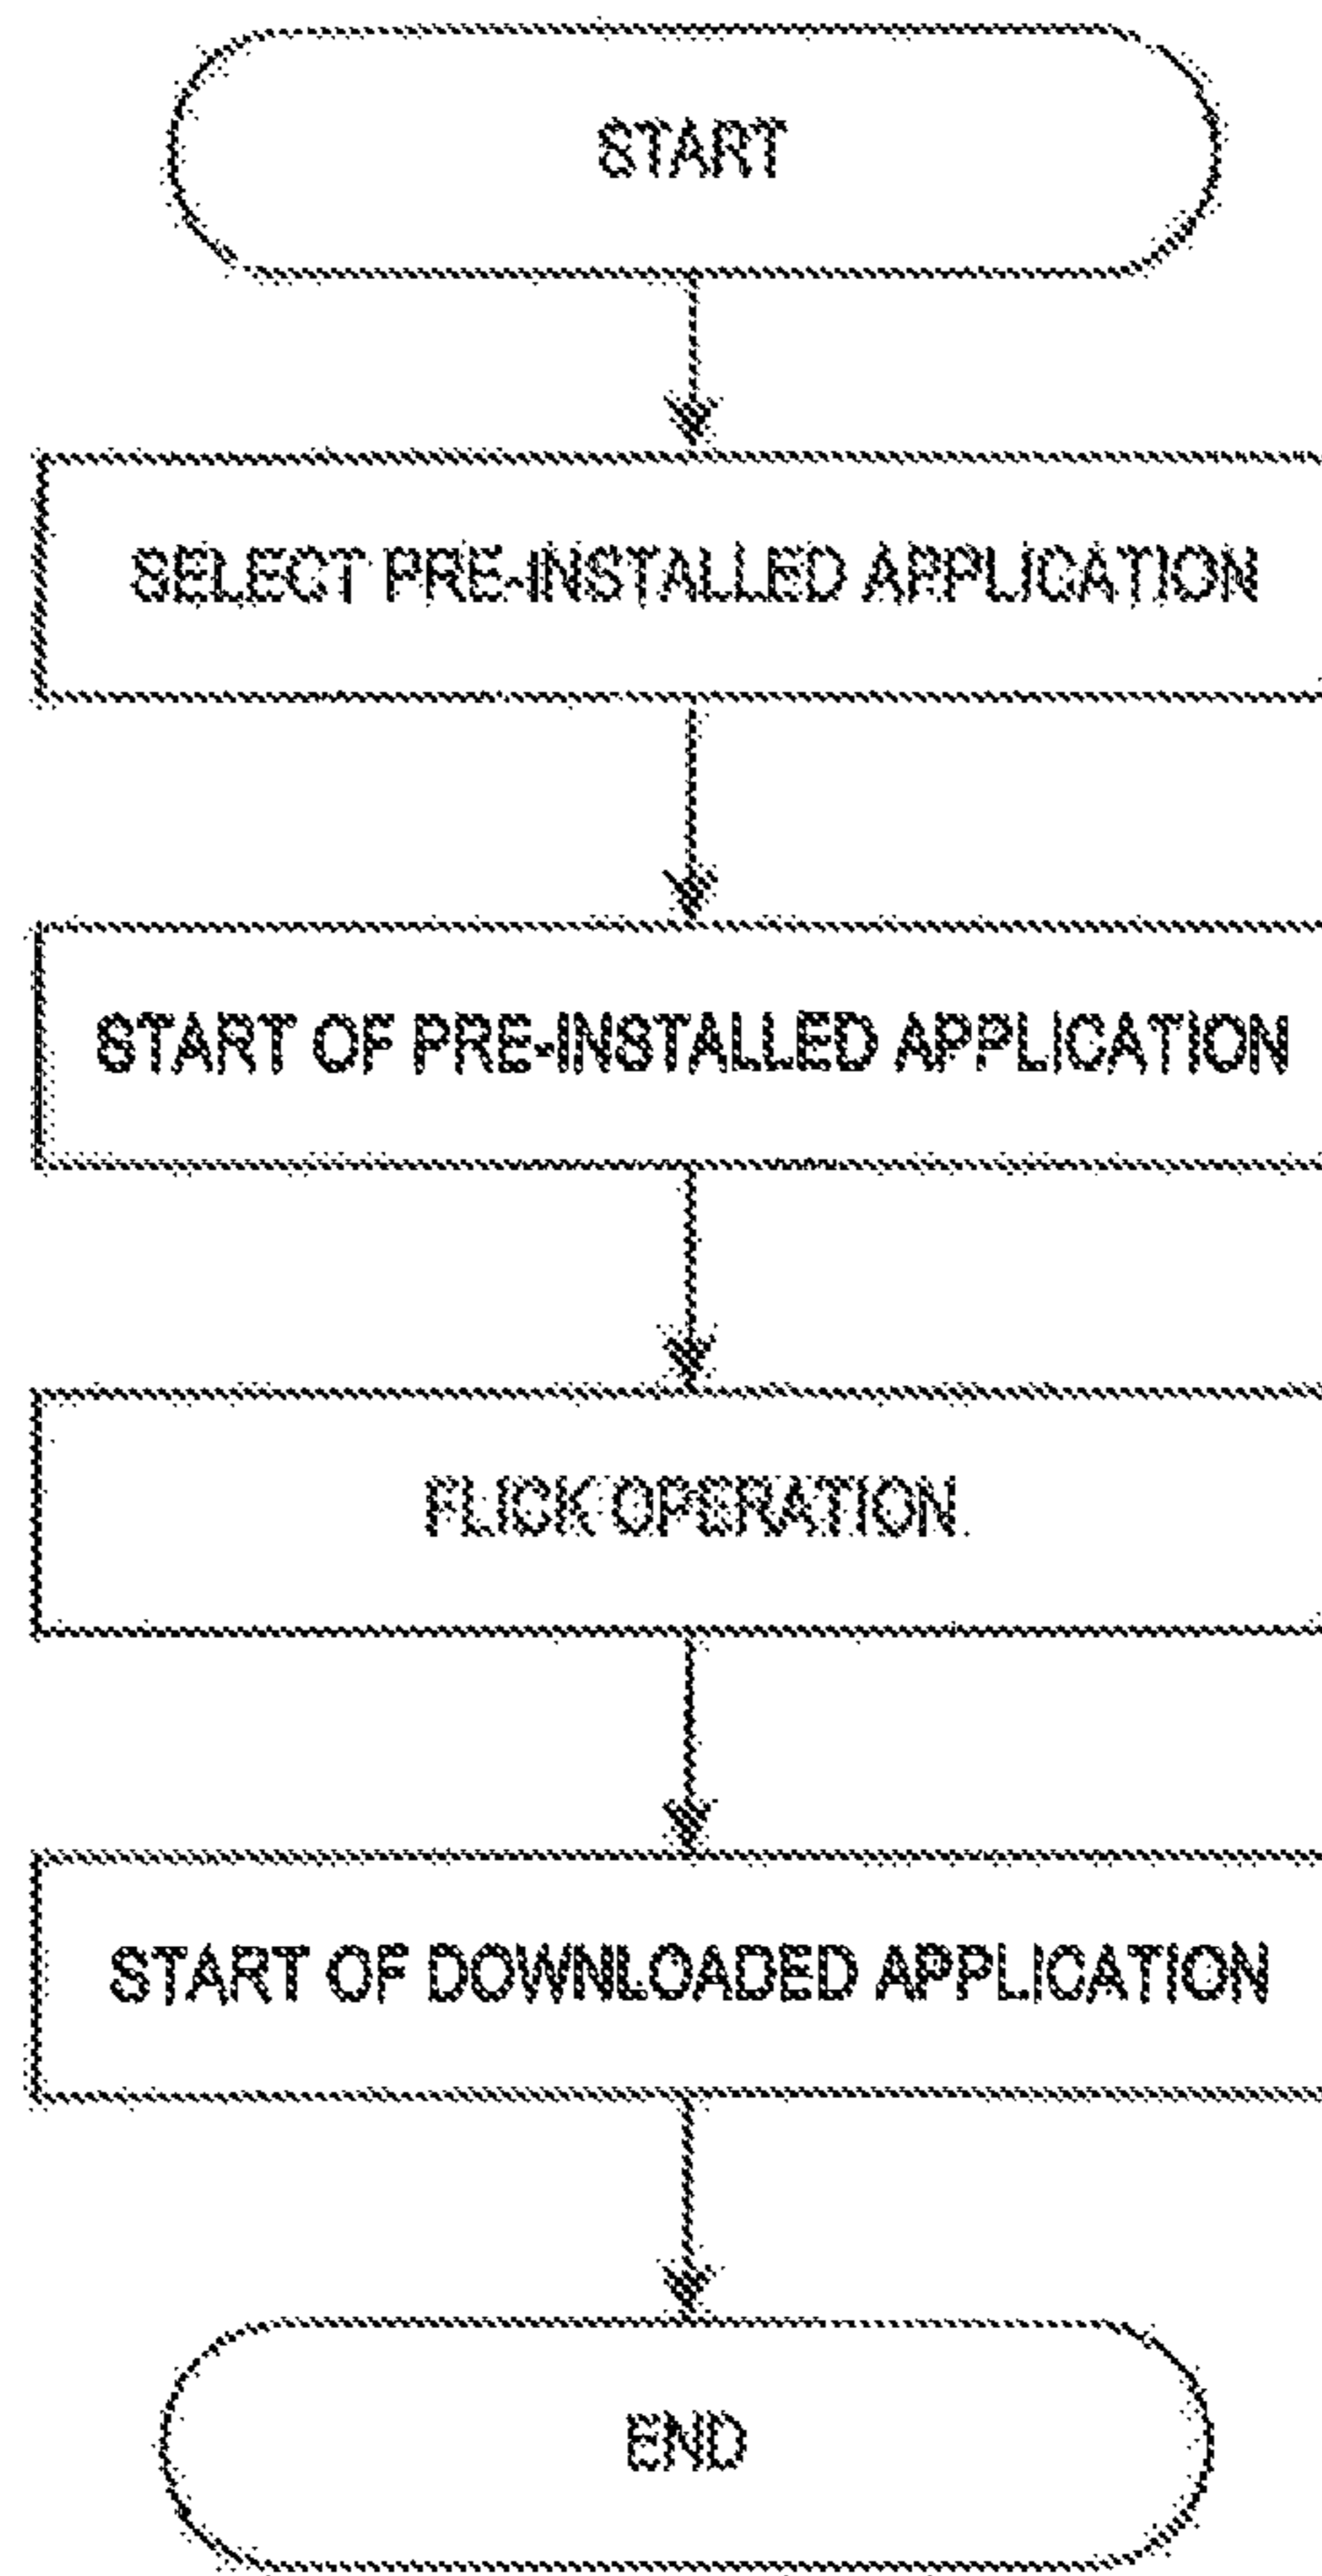 START
SELECT PRE-INSTALLED APPLICATION
START OF PRE-INSTALLED APPLICATION
FLICK OPERATION
START OF DOWNLOADED APPLICATION
END